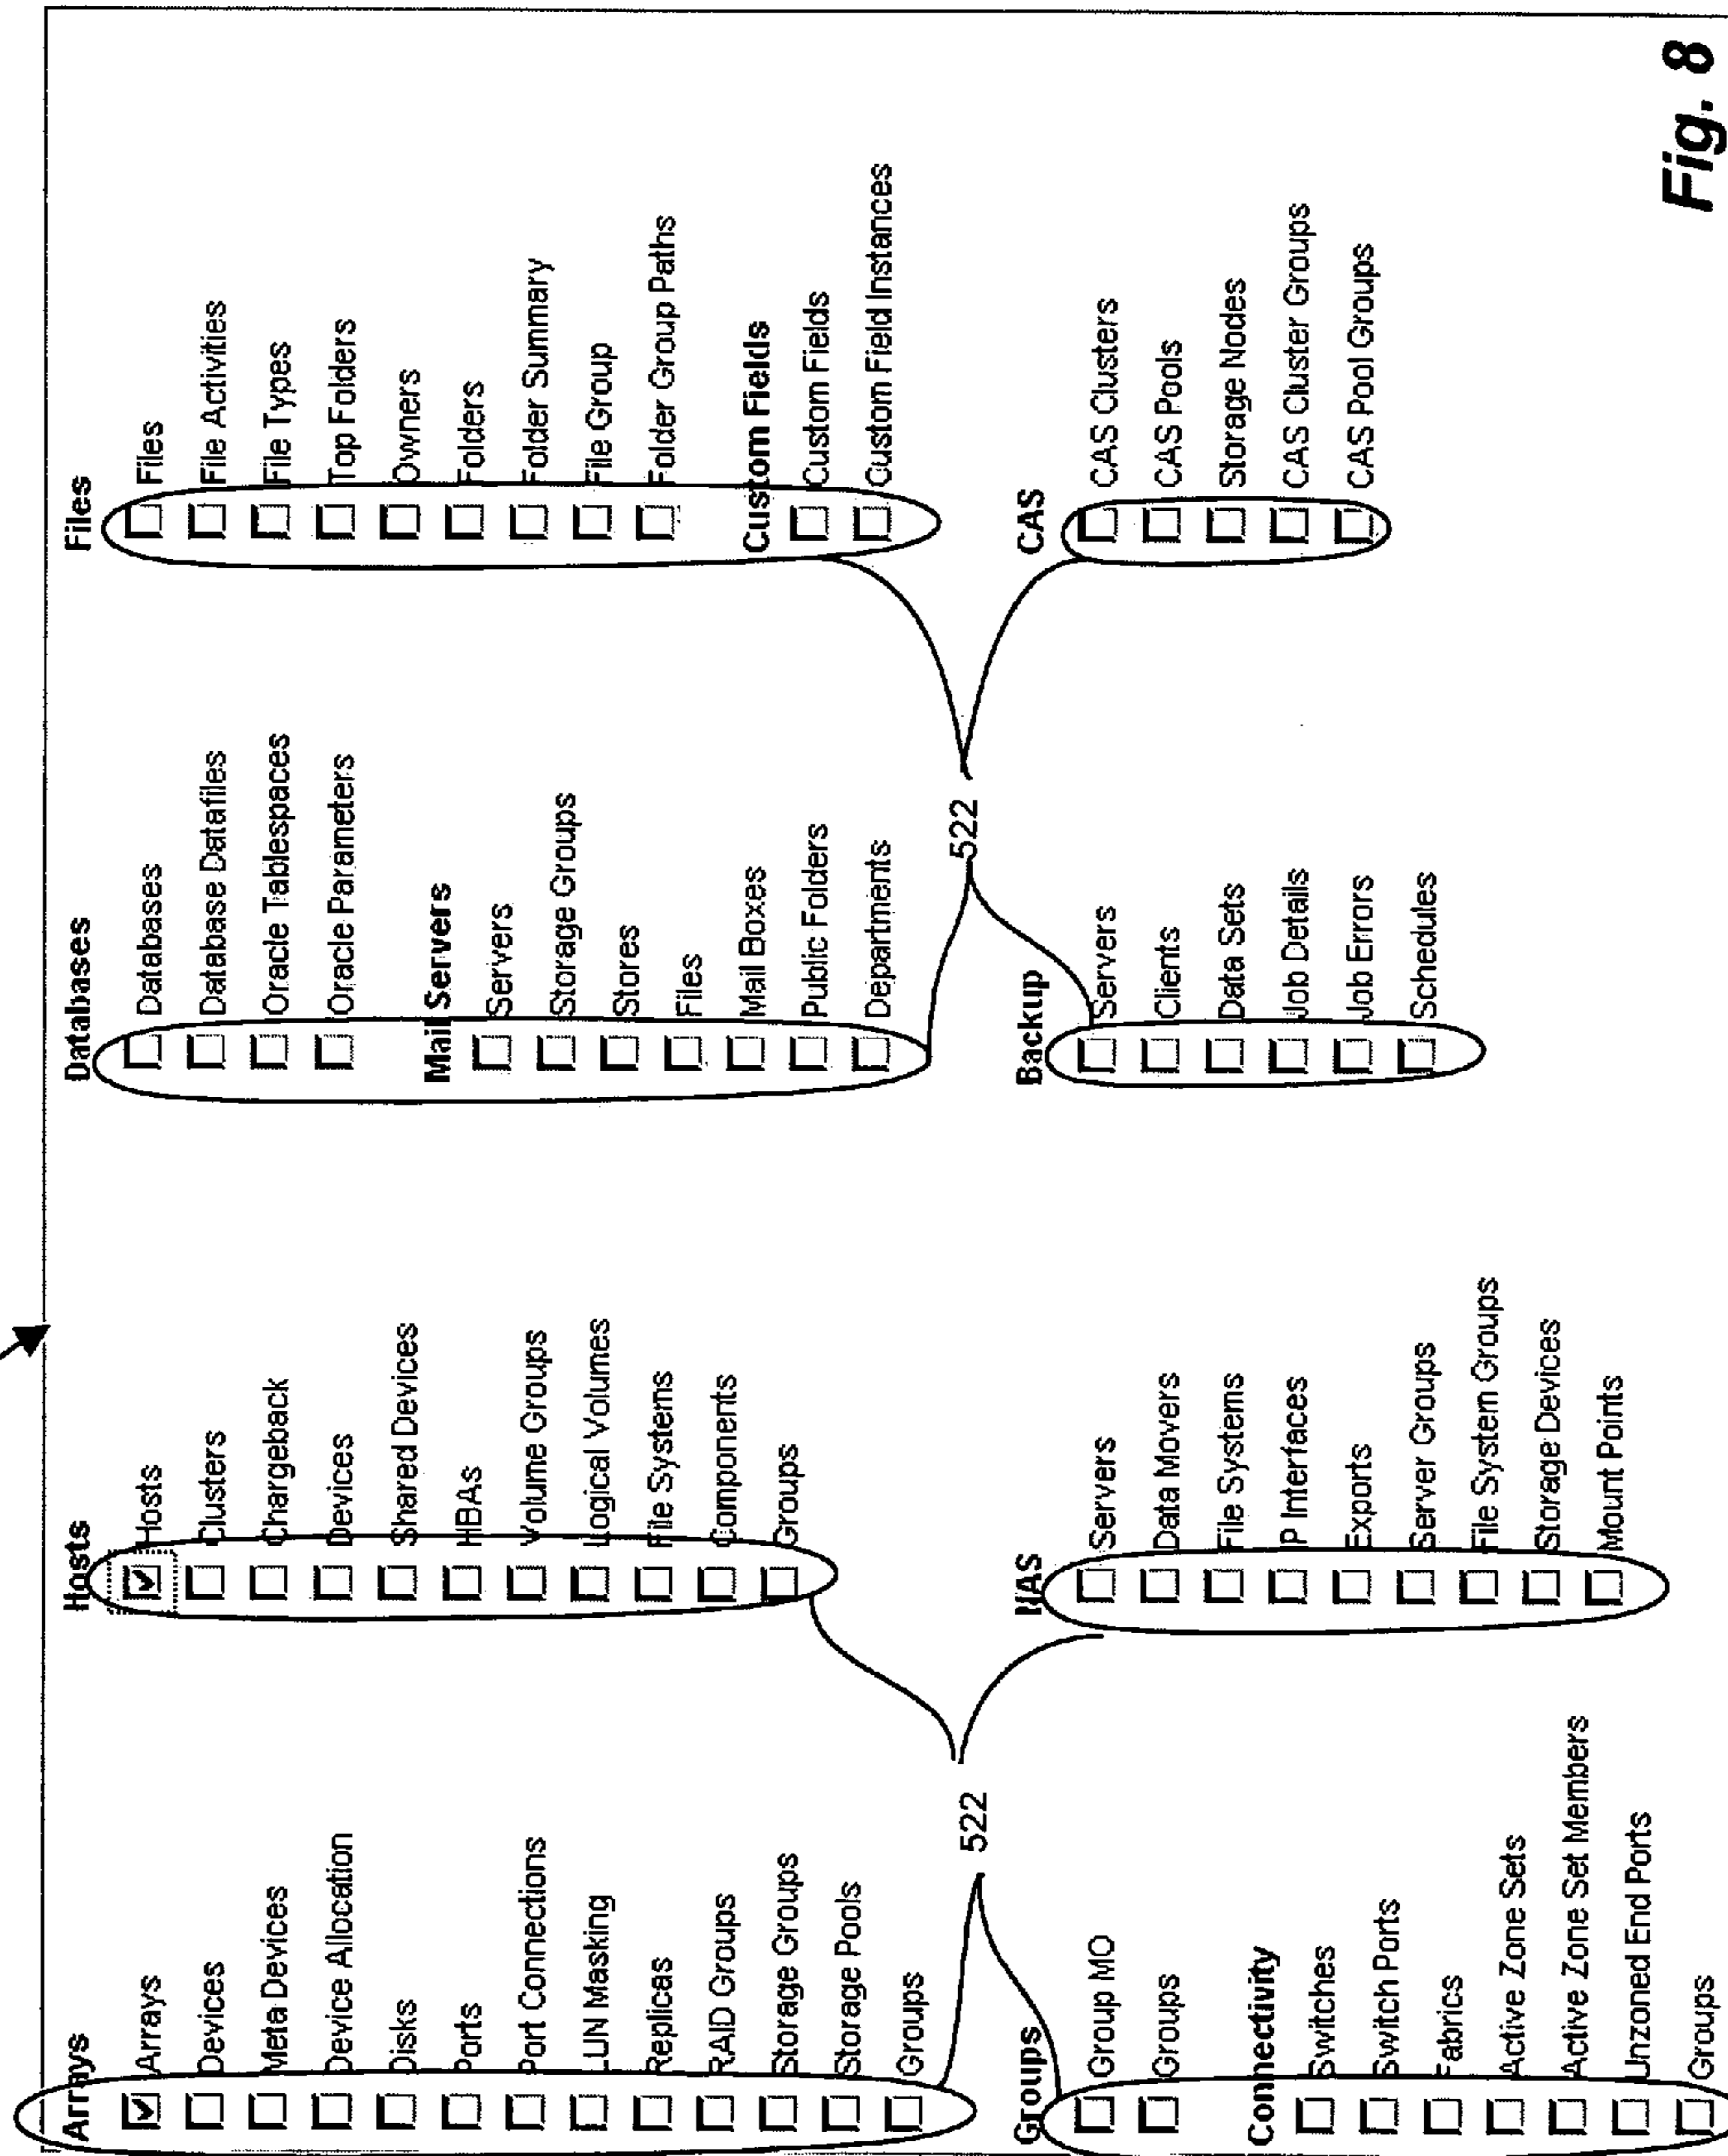 Arrays
Arrays
Devices
Meta Devices
Device Allocation
Disks
Ports
Port Connections
LUN Masking
Replicas
RAID Groups
Storage Groups
Storage Pools
Groups
Hosts
Hosts
Clusters
Chargeback
Devices
Shared Devices
HBAs
Volume Groups
Logical Volumes
File Systems
Components
Groups
Databases
Databases
Database Datafiles
Oracle Tablespaces
Oracle Parameters
Mail Servers
Servers
Storage Groups
Stores
Files
Mail Boxes
Public Folders
Departments
Files
Files
File Activities
File Types
Top Folders
Owners
Folders
Folder Summary
File Group
Folder Group Paths
Custom Fields
Custom Fields
Custom Field Instances
522
522
Groups
Group MO
Groups
Connectivity
Switches
Switch Ports
Fabrics
Active Zone Sets
Active Zone Set Members
Unzoned End Ports
Groups
NAS
Servers
Data Movers
File Systems
IP Interfaces
Exports
Server Groups
File System Groups
Storage Devices
Mount Points
Backup
Servers
Clients
Data Sets
Job Details
Job Errors
Schedules
CAS
CAS Clusters
CAS Pools
Storage Nodes
CAS Cluster Groups
CAS Pool Groups
Fig. 8